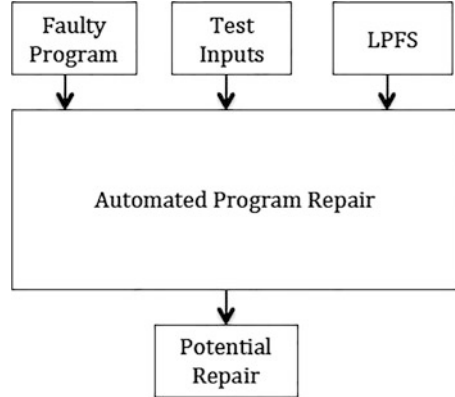 Faulty
Program
Test
Inputs
LPFS
Automated Program Repair
Potential
Repair